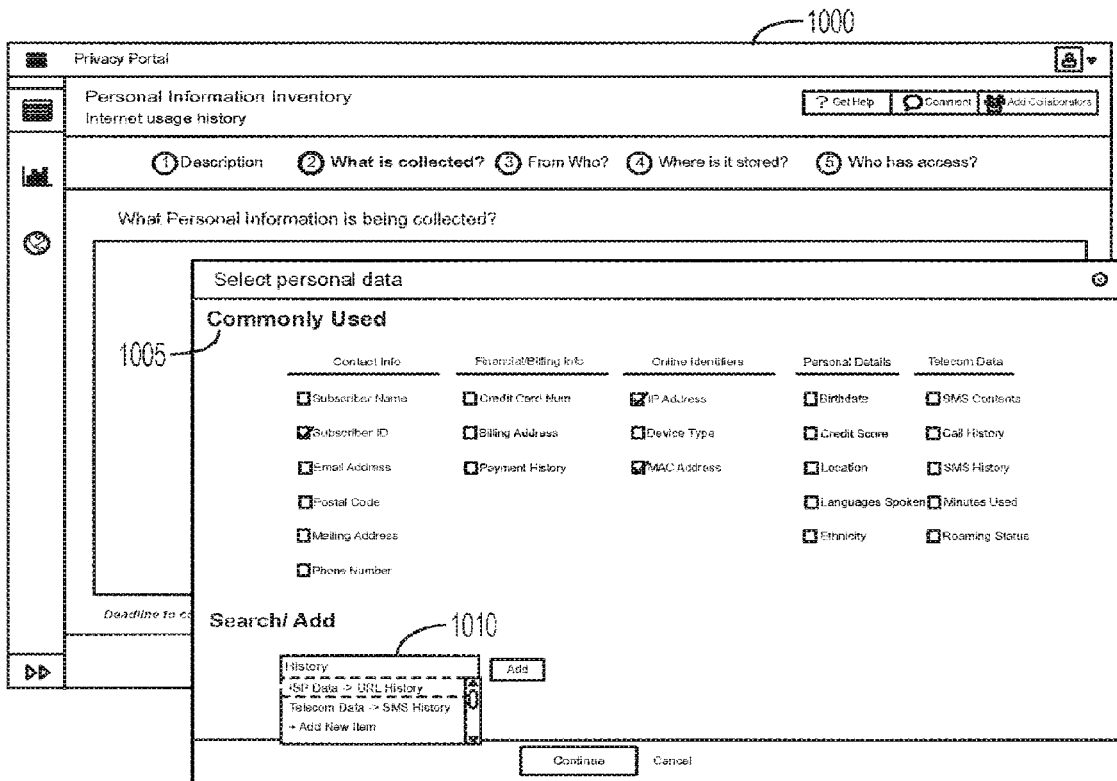 1000
Privacy Portal
Personal Information Inventory
Internet usage history
? Get Help
Comment
Add Collaborators
1 Description
2 What is collected?
3 From Who?
4 Where is it stored?
5 Who has access?
What Personal Information is being collected?
Select personal data
Commonly Used
1005
Contact Info
Financial/Billing Info
Online Identifiers
Personal Details
Telecom Data
Subscriber Name
Credit Card Num
IP Address
Birthdate
SMS Contents
Subscriber ID
Billing Address
Device Type
Credit Score
Call History
Email Address
Payment History
MAC Address
Location
SMS History
Postal Code
Languages Spoken
Minutes Used
Mailing Address
Ethnicity
Roaming Status
Phone Number
Deadline to
Search/ Add
1010
History
Add
ISP Data -> URL History
Telecom Data -> SMS History
+ Add New Item
Continue
Cancel